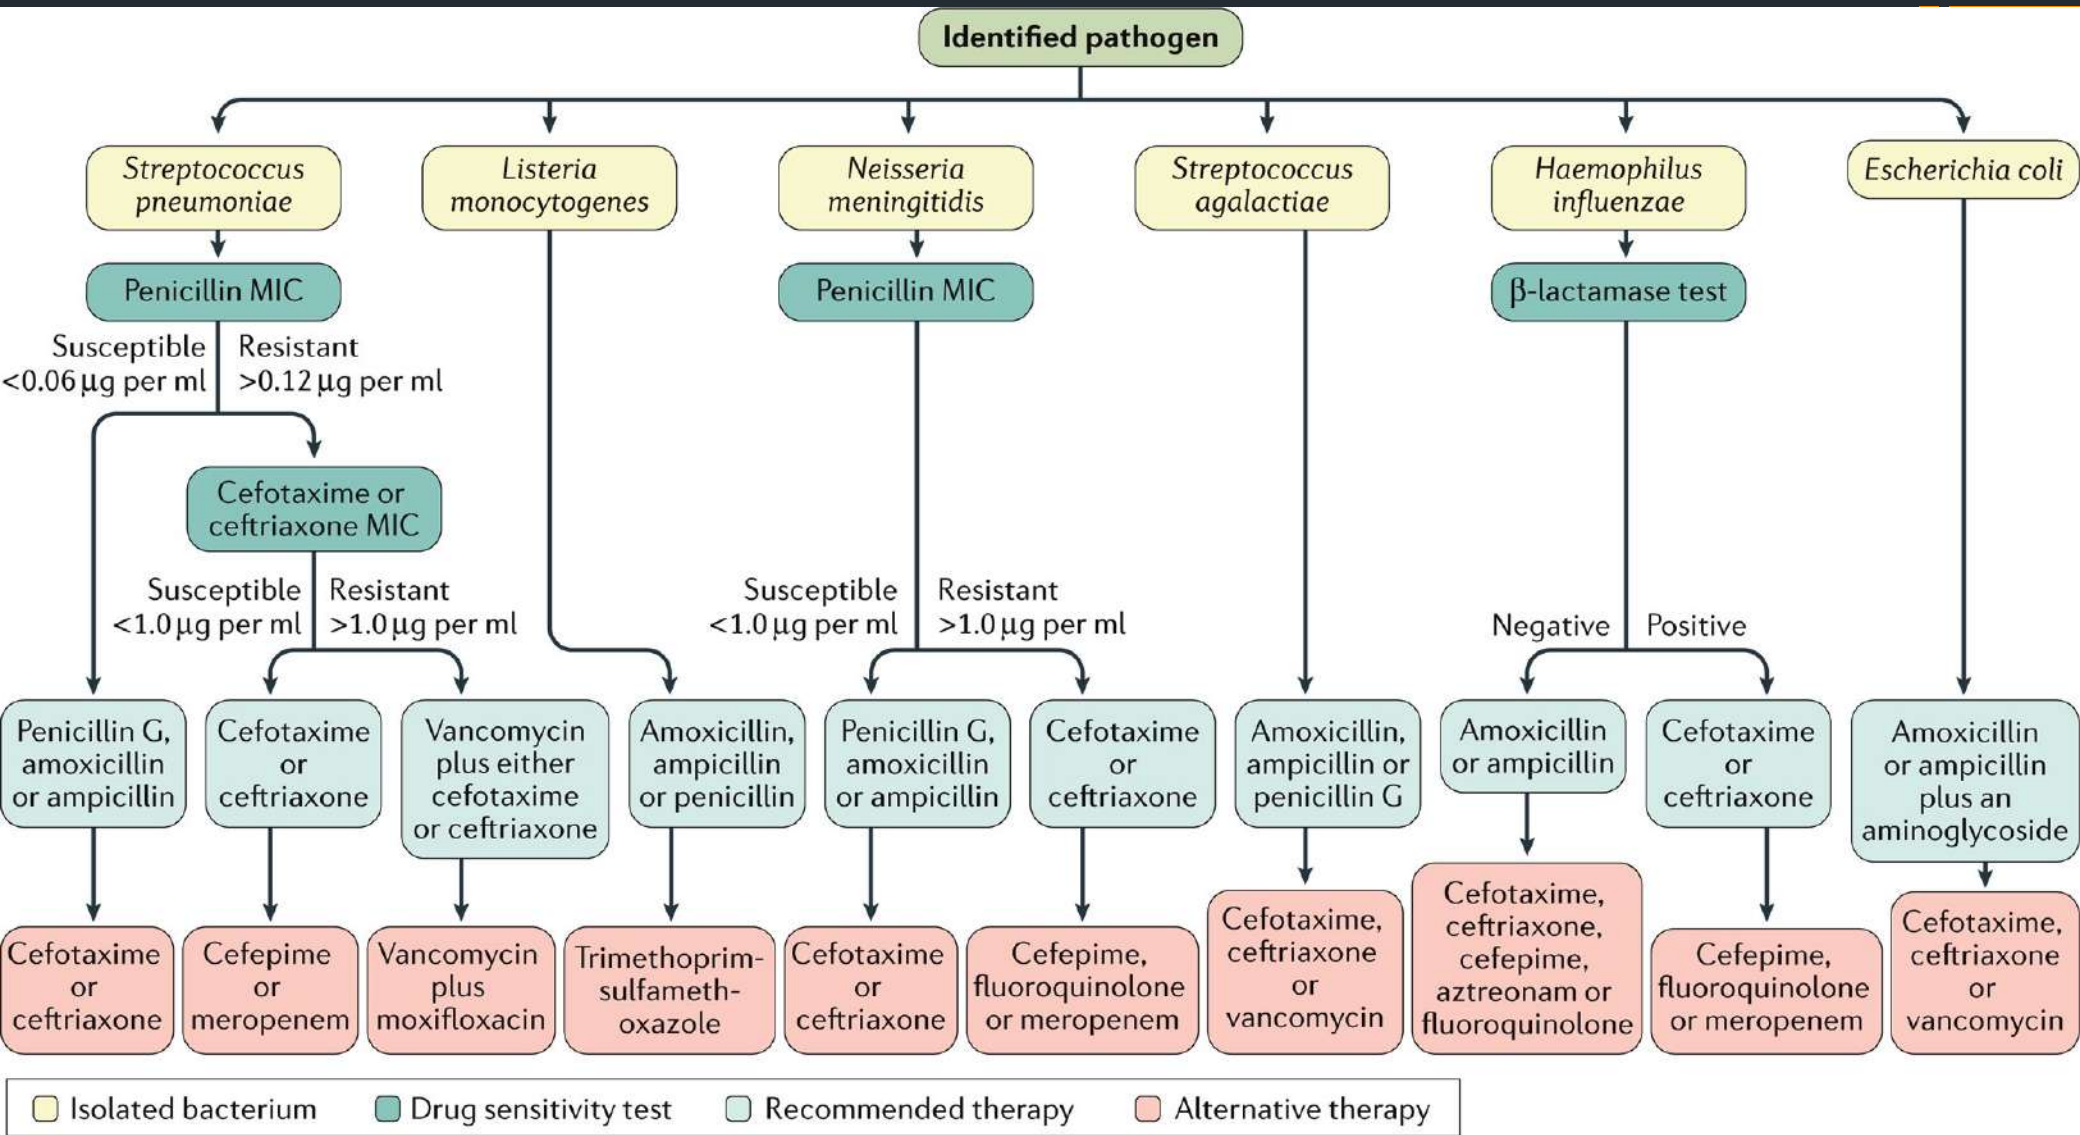 Identified pathogen
Streptococcus
pneumoniae
Listeria
monocytogenes
Neisseria
meningitidis
Streptococcus
agalactiae
Haemophilus
influenzae
Escherichia coli
Penicillin MIC
Penicillin MIC
β-lactamase test
Susceptible
<0.06 μg per ml
Resistant
>0.12 μg per ml
Cefotaxime or
ceftriaxone MIC
Susceptible
<1.0 μg per ml
Resistant
>1.0 μg per ml
Susceptible
<1.0 μg per ml
Resistant
>1.0 μg per ml
Negative
Positive
Penicillin G,
amoxicillin
or ampicillin
Cefotaxime
or
ceftriaxone
Vancomycin
plus either
cefotaxime
or ceftriaxone
Amoxicillin,
ampicillin
or penicillin
Penicillin G,
amoxicillin
or ampicillin
Cefotaxime
or
ceftriaxone
Amoxicillin,
ampicillin or
penicillin G
Amoxicillin
or ampicillin
Cefotaxime
or
ceftriaxone
Amoxicillin
or ampicillin
plus an
aminoglycoside
Cefotaxime
or
ceftriaxone
Cefepime
or
meropenem
Vancomycin
plus
moxifloxacin
Trimethoprim-
sulfameth-
oxazole
Cefotaxime
or
ceftriaxone
Cefepime,
fluoroquinolone
or meropenem
Cefotaxime,
ceftriaxone
or
vancomycin
Cefotaxime,
ceftriaxone,
cefepime,
aztreonam or
fluoroquinolone
Cefepime,
fluoroquinolone
or meropenem
Cefotaxime,
ceftriaxone
or
vancomycin
Isolated bacterium
Drug sensitivity test
Recommended therapy
Alternative therapy